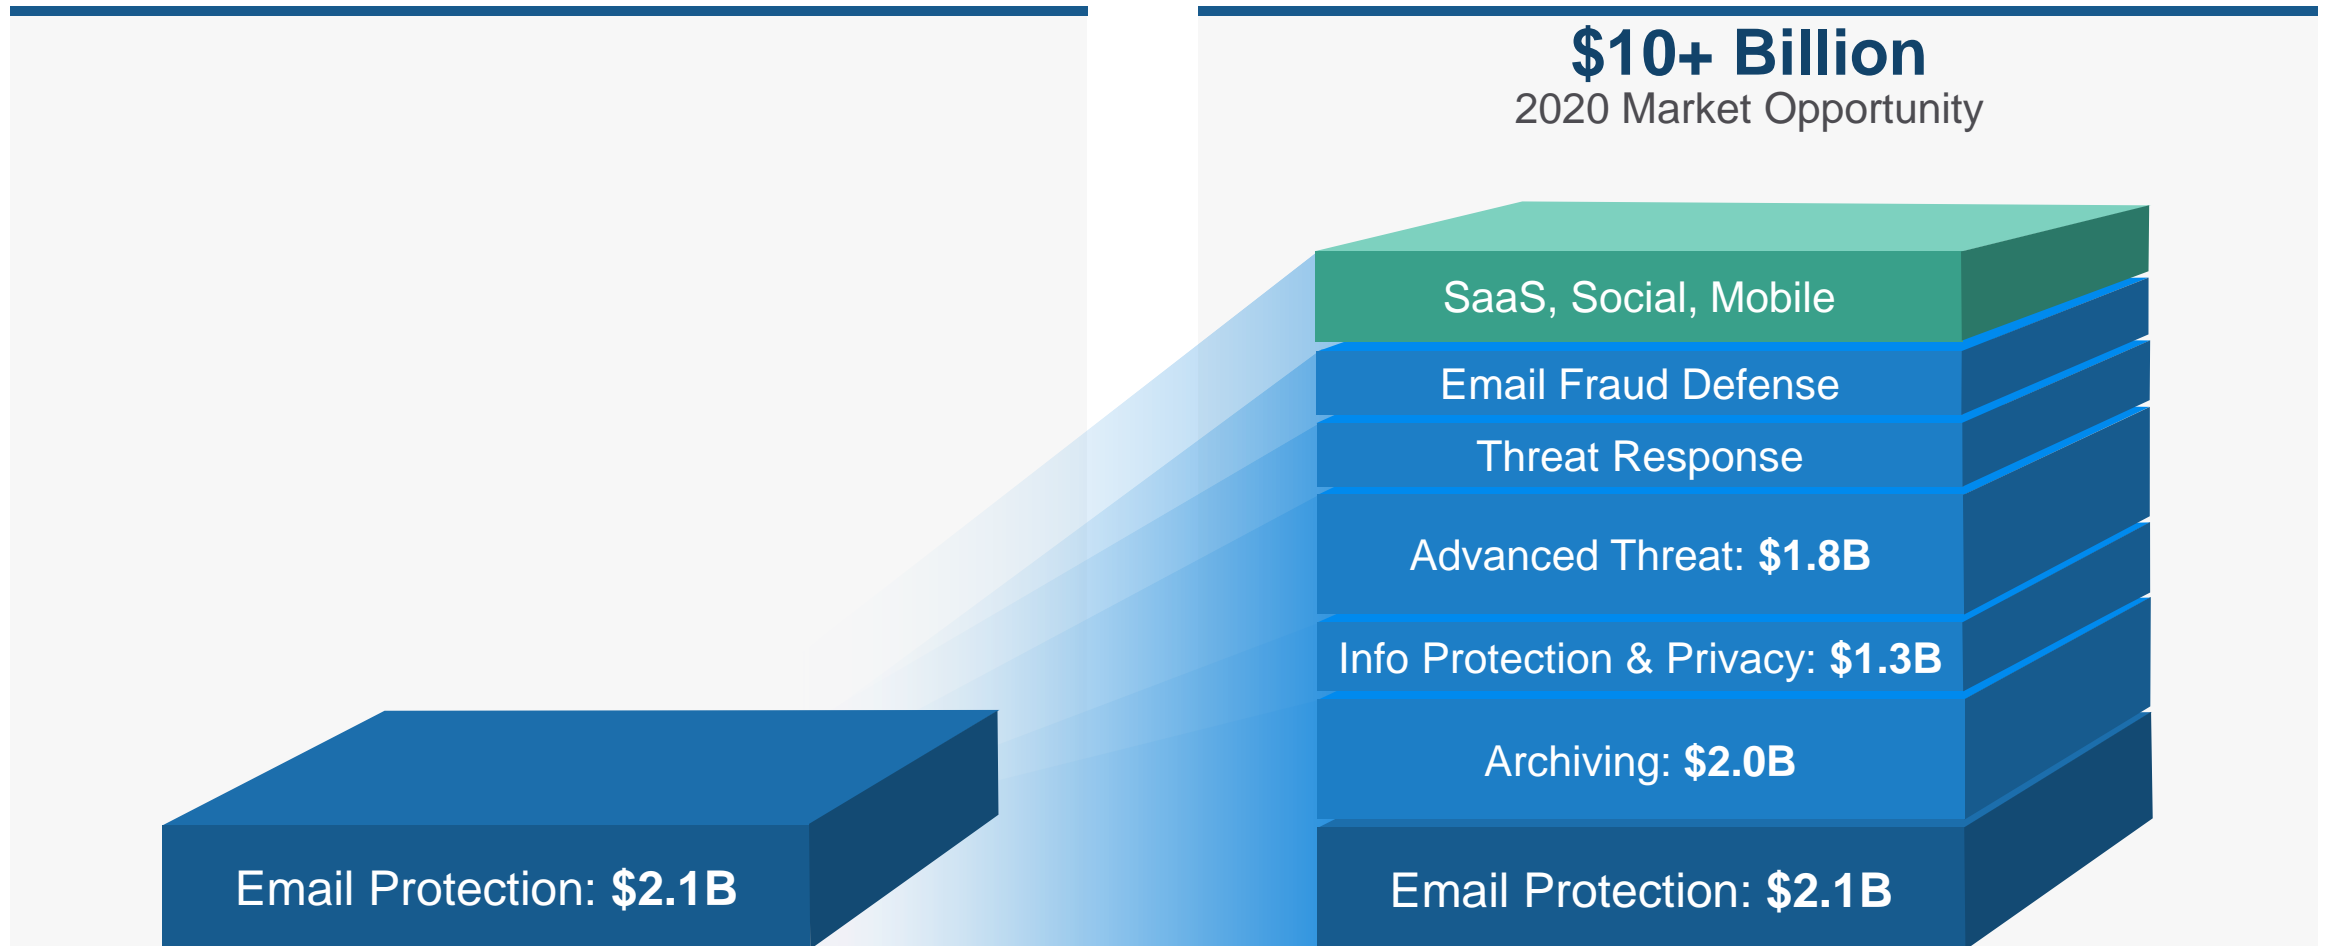 $10+ Billion
2020 Market Opportunity
SaaS, Social, Mobile
Email Fraud Defense
Threat Response
Advanced Threat: $1.8B
Info Protection & Privacy: $1.3B
Archiving: $2.0B
Email Protection: $2.1B
Email Protection: $2.1B